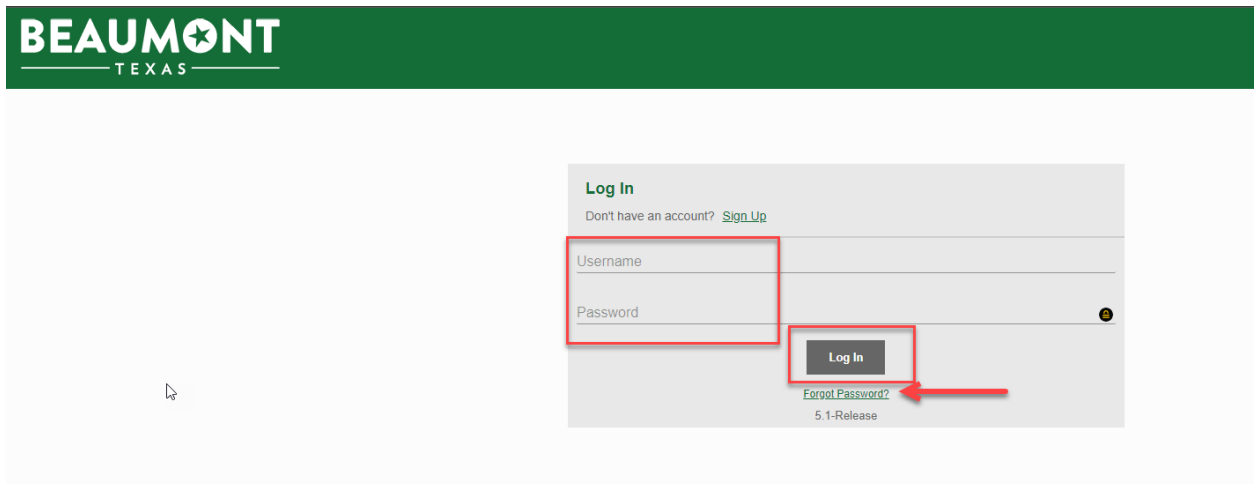 BEAUMONT
TEXAS
Log In
Don't have an account? Sign Up
Username
Password
Log In
Forgot Password?
5.1-Release